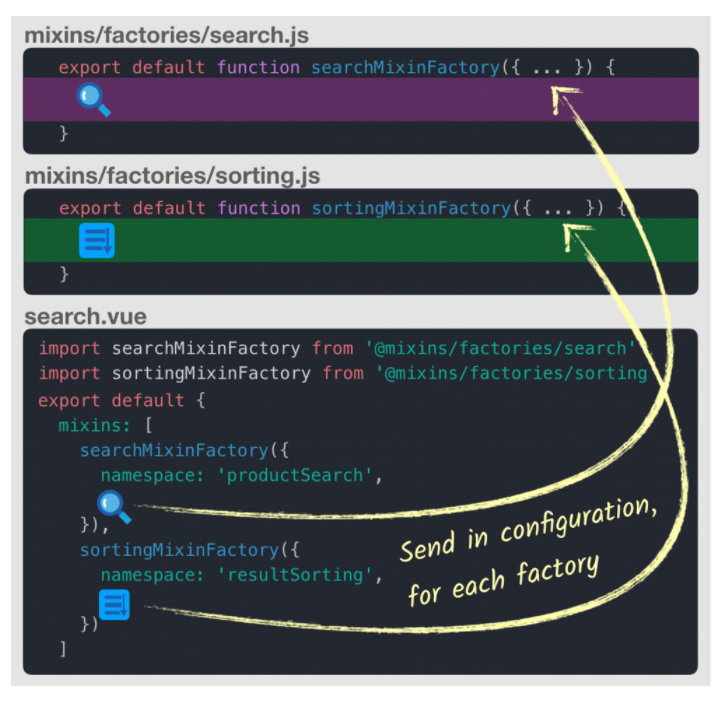 mixins/factories/search.js
export default function searchMixinFactory({ ... }) {
}
mixins/factories/sorting.js
export default function sortingMixinFactory({ ... }) {
}
search.vue
import searchMixinFactory from '@mixins/factories/search'
import sortingMixinFactory from '@mixins/factories/sorting
export default {
mixins: [
searchMixinFactory({
namespace: 'productSearch',
}),
sortingMixinFactory({
namespace: 'resultSorting',
})
]
Send in configuration,
for each factory